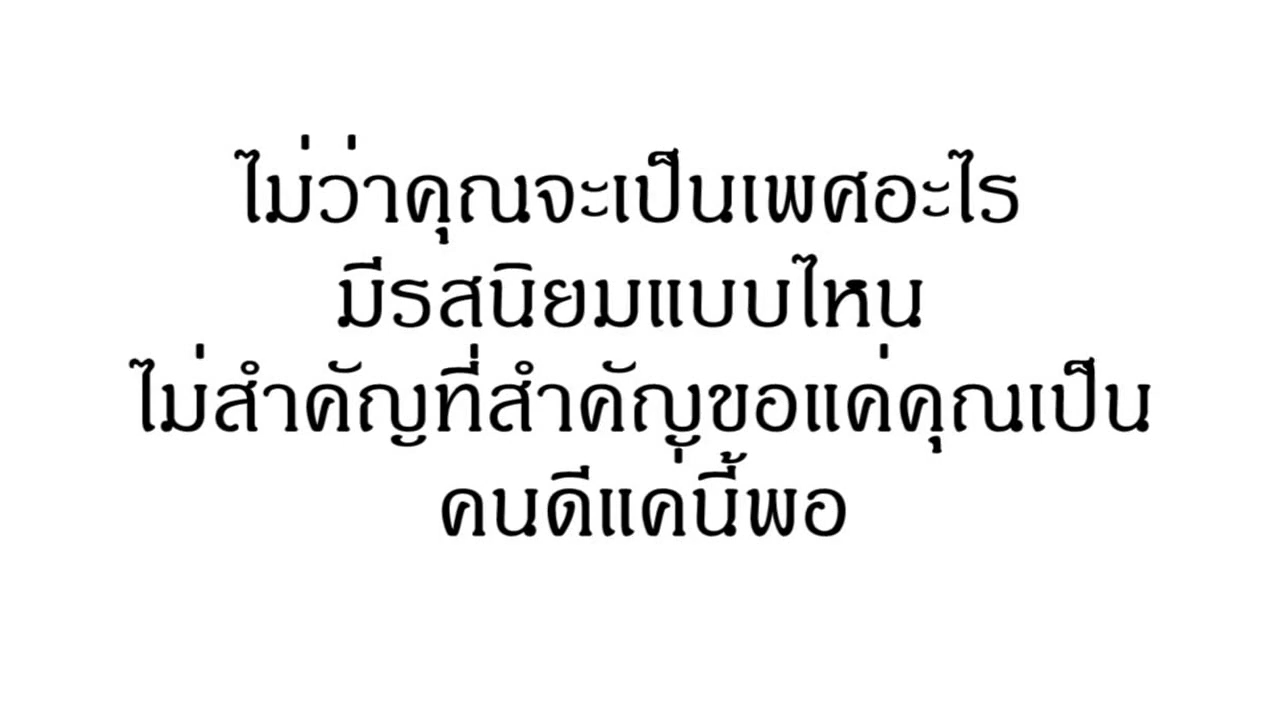 ไม่ว่าคุณจะเป็นเพศอะไร
มีรสนิยมแบบไหน
ไม่สำคัญที่สำคัญขอแค่คุณเป็น
คนดีแค่นี้พอ